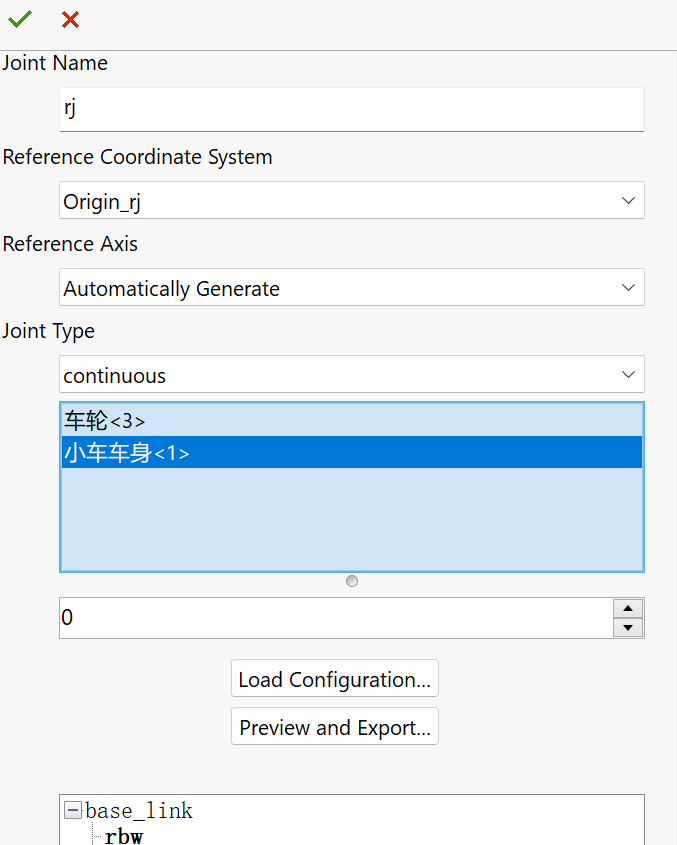 Joint Name
rj
Reference Coordinate System
Origin_rj
Reference Axis
Automatically Generate
Joint Type
continuous
车轮<3>
小车车身<1>
0
Load Configuration...
Preview and Export...
base_link
rbw